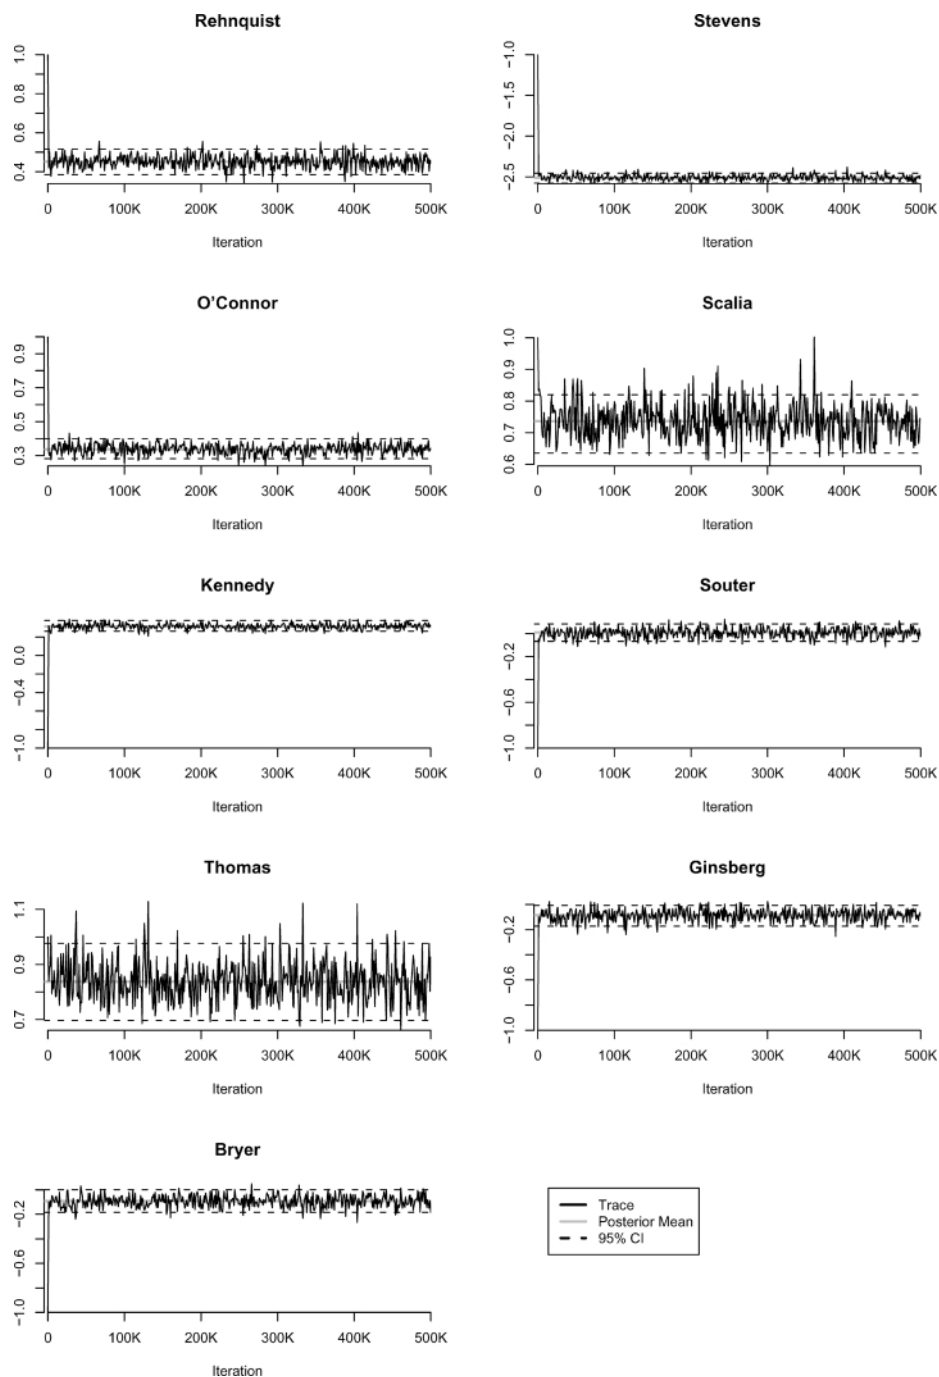 Rehnquist
1.0
0.8
0.6
0.4
0 100K 200K 300K 400K 500K
Iteration
Stevens
−1.0
−1.5
−2.0
−2.5
0 100K 200K 300K 400K 500K
Iteration
O'Connor
0.9
0.7
0.5
0.3
0 100K 200K 300K 400K 500K
Iteration
Scalia
1.0
0.9
0.8
0.7
0.6
0 100K 200K 300K 400K 500K
Iteration
Kennedy
0.0
−0.4
−1.0
0 100K 200K 300K 400K 500K
Iteration
Souter
−0.2
−0.6
−1.0
0 100K 200K 300K 400K 500K
Iteration
Thomas
1.1
0.9
0.7
0 100K 200K 300K 400K 500K
Iteration
Ginsberg
−0.2
−0.6
−1.0
0 100K 200K 300K 400K 500K
Iteration
Bryer
−0.2
−0.6
−1.0
0 100K 200K 300K 400K 500K
Iteration
Trace
Posterior Mean
95% CI